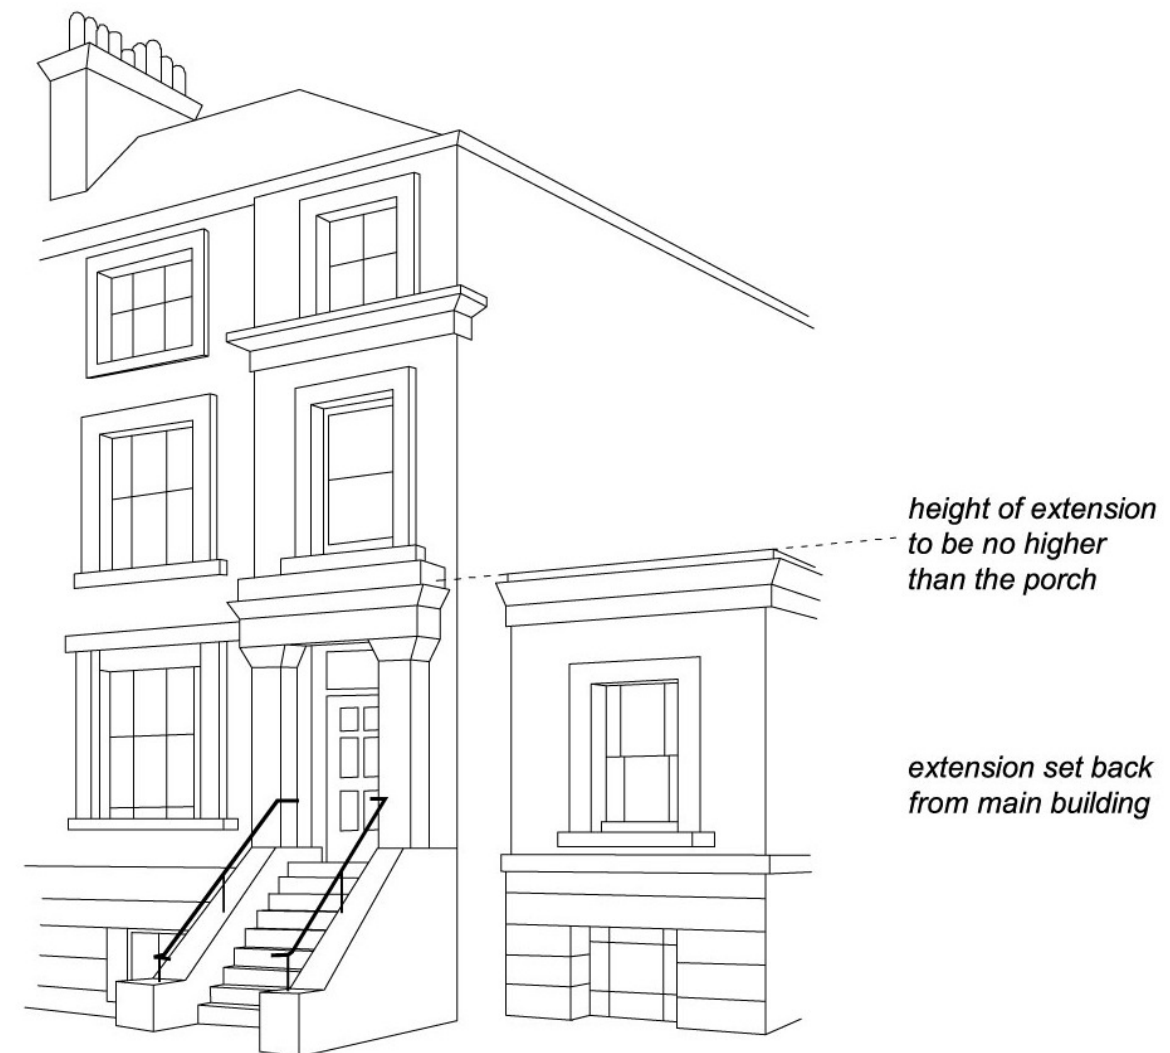 height of extension
to be no higher
than the porch
extension set back
from main building